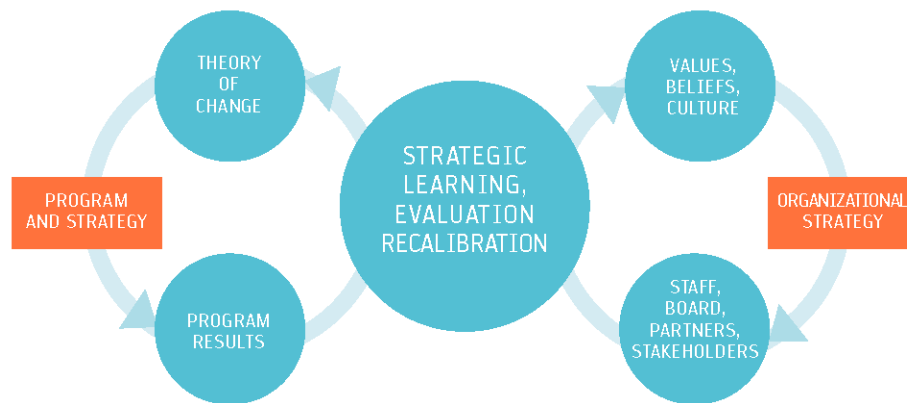 THEORY
OF
CHANGE
VALUES,
BELIEFS,
CULTURE
STRATEGIC
LEARNING,
EVALUATION
RECALIBRATION
PROGRAM
AND STRATEGY
ORGANIZATIONAL
STRATEGY
PROGRAM
RESULTS
STAFF,
BOARD,
PARTNERS,
STAKEHOLDERS